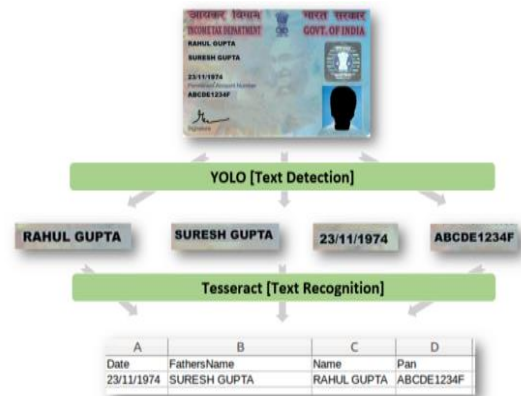 आयकर विभाग भारत सरकार
INCOME TAX DEPARTMENT GOVT. OF INDIA
RAHUL GUPTA
SURESH GUPTA
23/11/1974
Permanent Account Number
ABCDE1234F
Signature
YOLO [Text Detection]
RAHUL GUPTA SURESH GUPTA 23/11/1974 ABCDE1234F
Tesseract [Text Recognition]
A B C D
Date FathersName Name Pan
23/11/1974 SURESH GUPTA RAHUL GUPTA ABCDE1234F